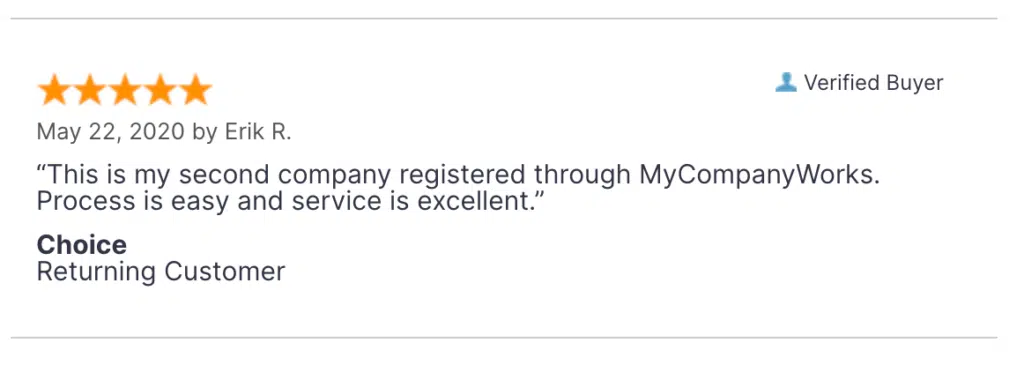 Verified Buyer
May 22, 2020 by Erik R.
“This is my second company registered through MyCompanyWorks.
Process is easy and service is excellent.”
Choice
Returning Customer